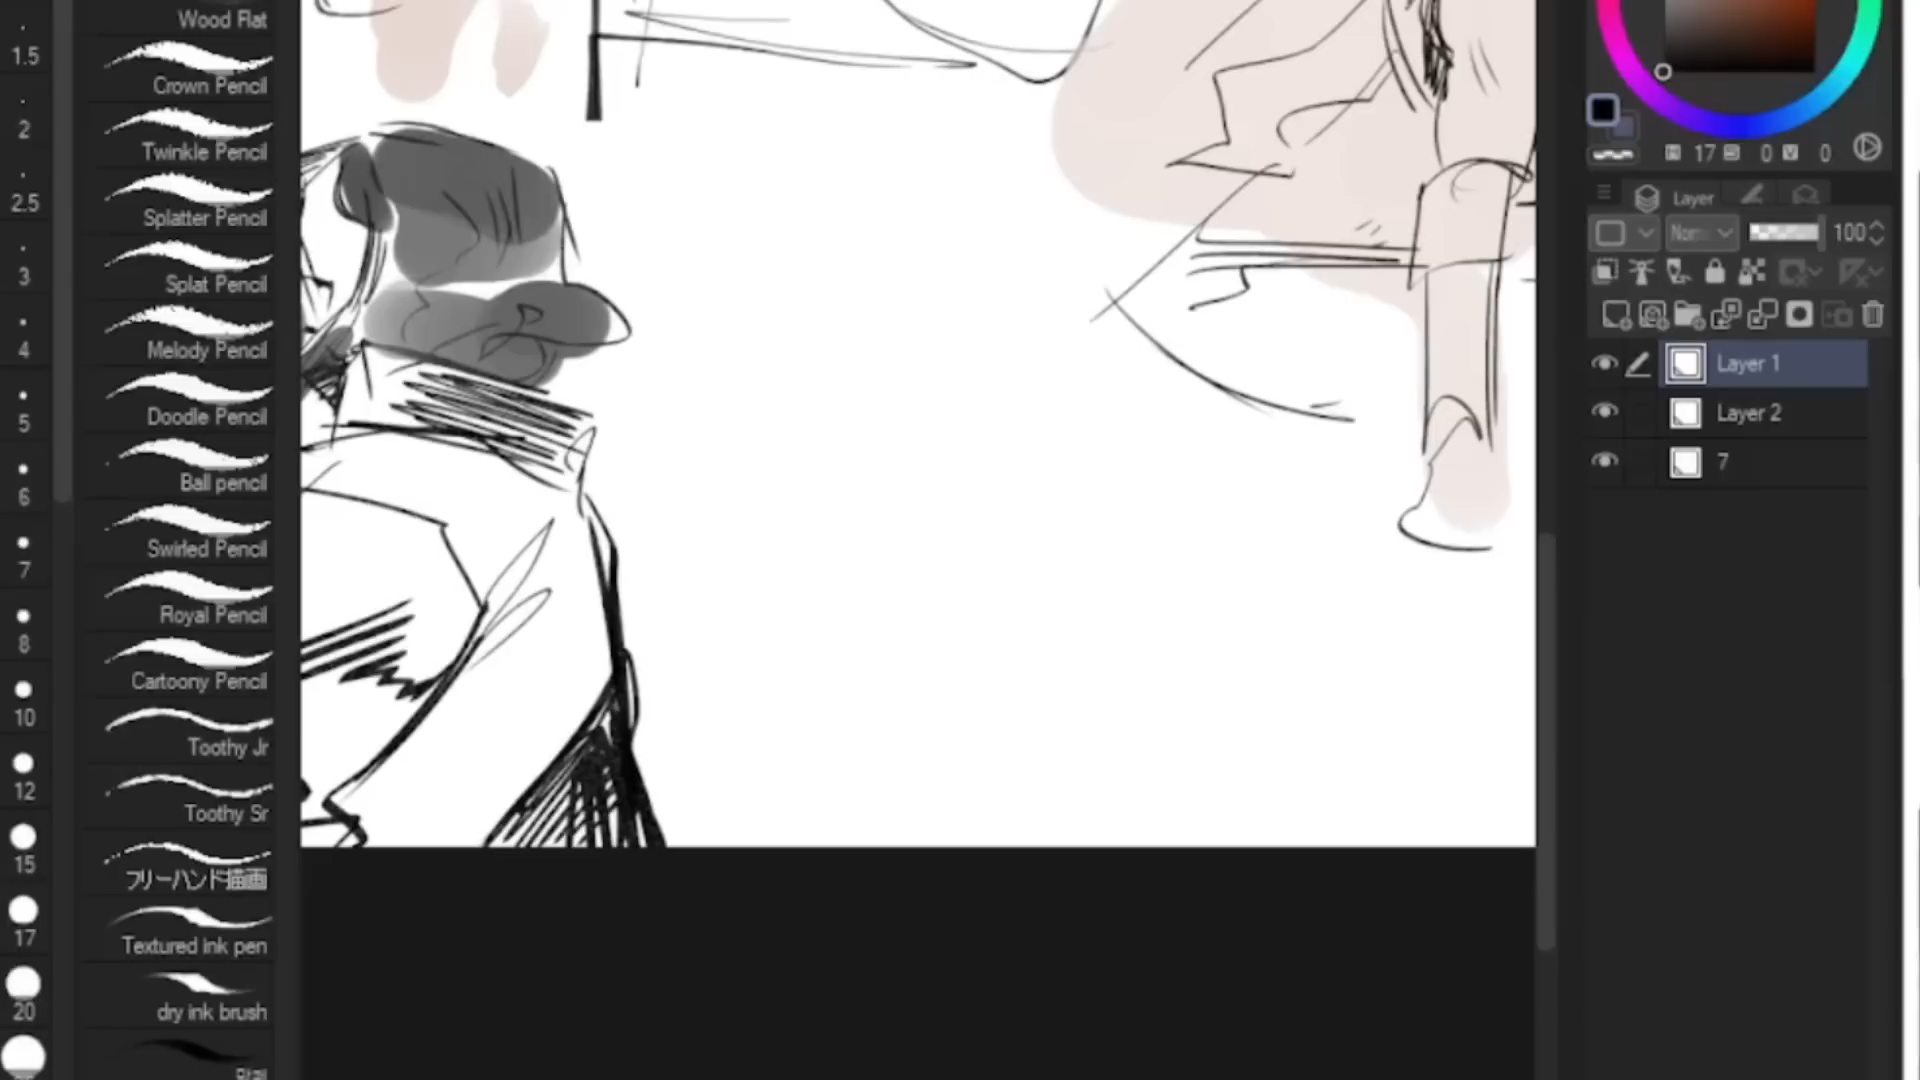 1.5
2
2.5
3
4
5
6
7
8
10
12
15
17
20
Wood Flat
Crown Pencil
Twinkle Pencil
Splatter Pencil
Splat Pencil
Melody Pencil
Doodle Pencil
Ball pencil
Swirled Pencil
Royal Pencil
Cartoony Pencil
Toothy Jr
Toothy Sr
フリーハンド描画
Textured ink pen
dry ink brush
H 17 S 0 V 0
Layer
100
Layer 1
Layer 2
7